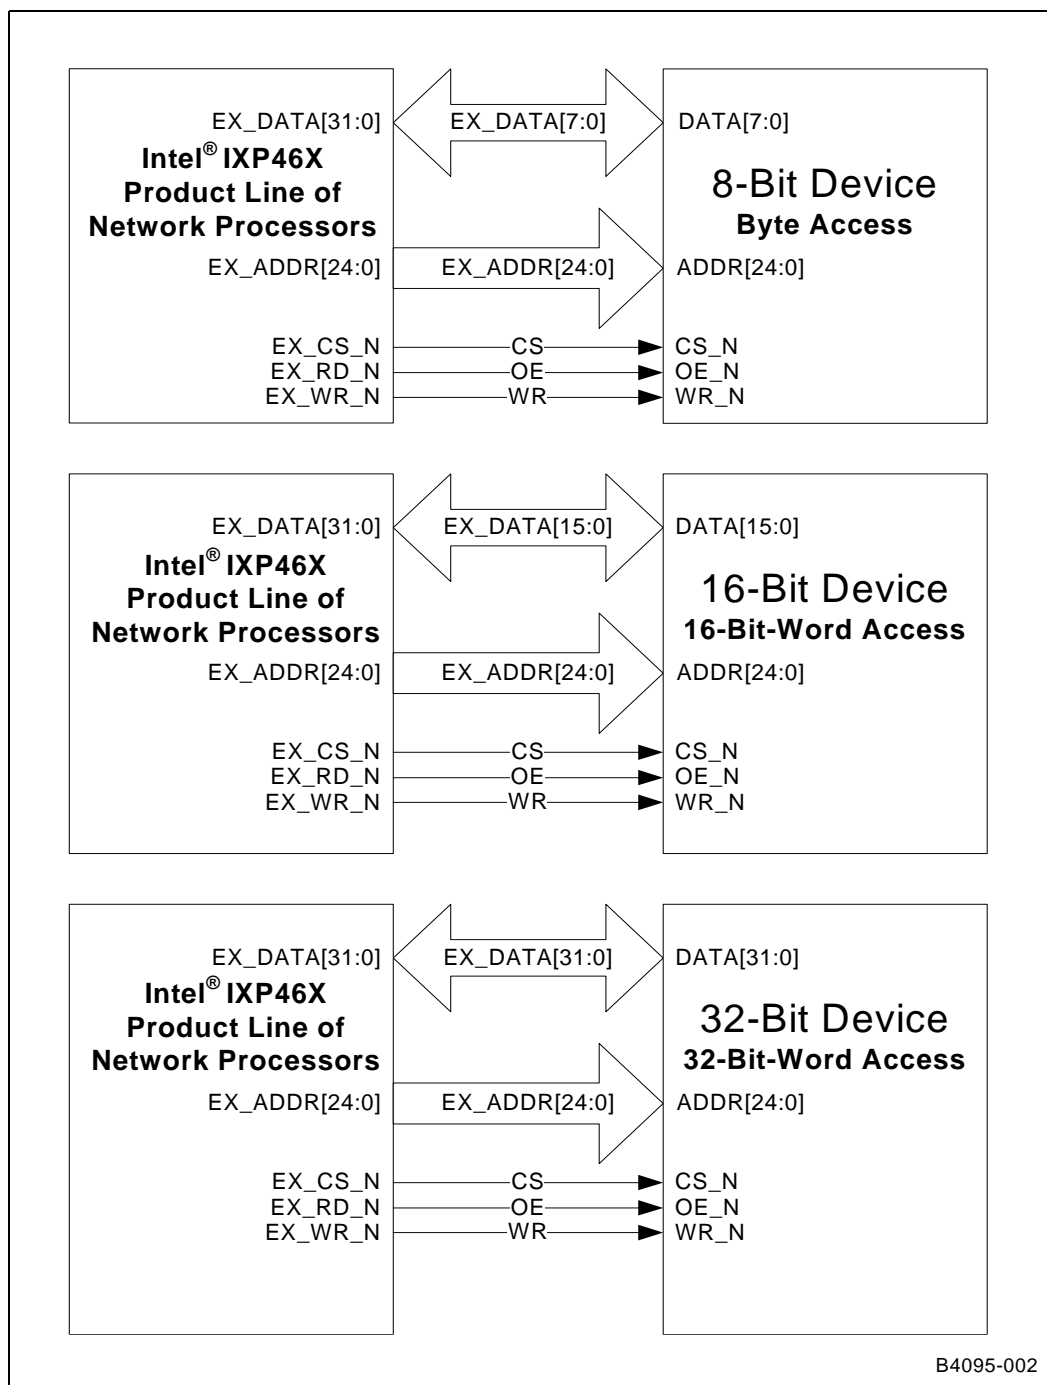 EX_DATA[31:0] EX_DATA[7:0] DATA[7:0]
Intel® IXP46X
Product Line of
Network Processors
8-Bit Device
Byte Access
EX_ADDR[24:0] EX_ADDR[24:0] ADDR[24:0]
EX_CS_N CS CS_N
EX_RD_N OE OE_N
EX_WR_N WR WR_N
EX_DATA[31:0] EX_DATA[15:0] DATA[15:0]
Intel® IXP46X
Product Line of
Network Processors
16-Bit Device
16-Bit-Word Access
EX_ADDR[24:0] EX_ADDR[24:0] ADDR[24:0]
EX_CS_N CS CS_N
EX_RD_N OE OE_N
EX_WR_N WR WR_N
EX_DATA[31:0] EX_DATA[31:0] DATA[31:0]
Intel® IXP46X
Product Line of
Network Processors
32-Bit Device
32-Bit-Word Access
EX_ADDR[24:0] EX_ADDR[24:0] ADDR[24:0]
EX_CS_N CS CS_N
EX_RD_N OE OE_N
EX_WR_N WR WR_N
B4095-002